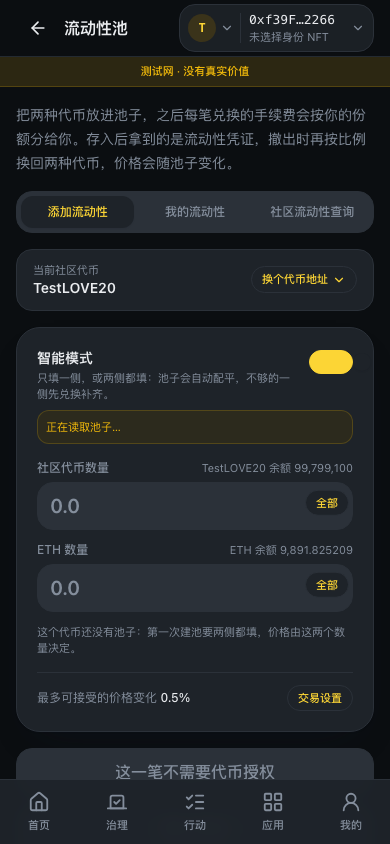 流动性池
T
0xf39F…2266
未选择身份 NFT
测试网 · 没有真实价值
把两种代币放进池子，之后每笔兑换的手续费会按你的份
额分给你。存入后拿到的是流动性凭证，撤出时再按比例
换回两种代币，价格会随池子变化。
添加流动性
我的流动性
社区流动性查询
当前社区代币
TestLOVE20
换个代币地址
智能模式
只填一侧，或两侧都填：池子会自动配平，不够的一
侧先兑换补齐。
正在读取池子…
社区代币数量
TestLOVE20 余额 99,799,100
0.0
全部
ETH 数量
ETH 余额 9,891.825209
0.0
全部
这个代币还没有池子：第一次建池要两侧都填，价格由这两个数
量决定。
最多可接受的价格变化 0.5%
交易设置
这一笔不需要代币授权
首页
治理
行动
应用
我的